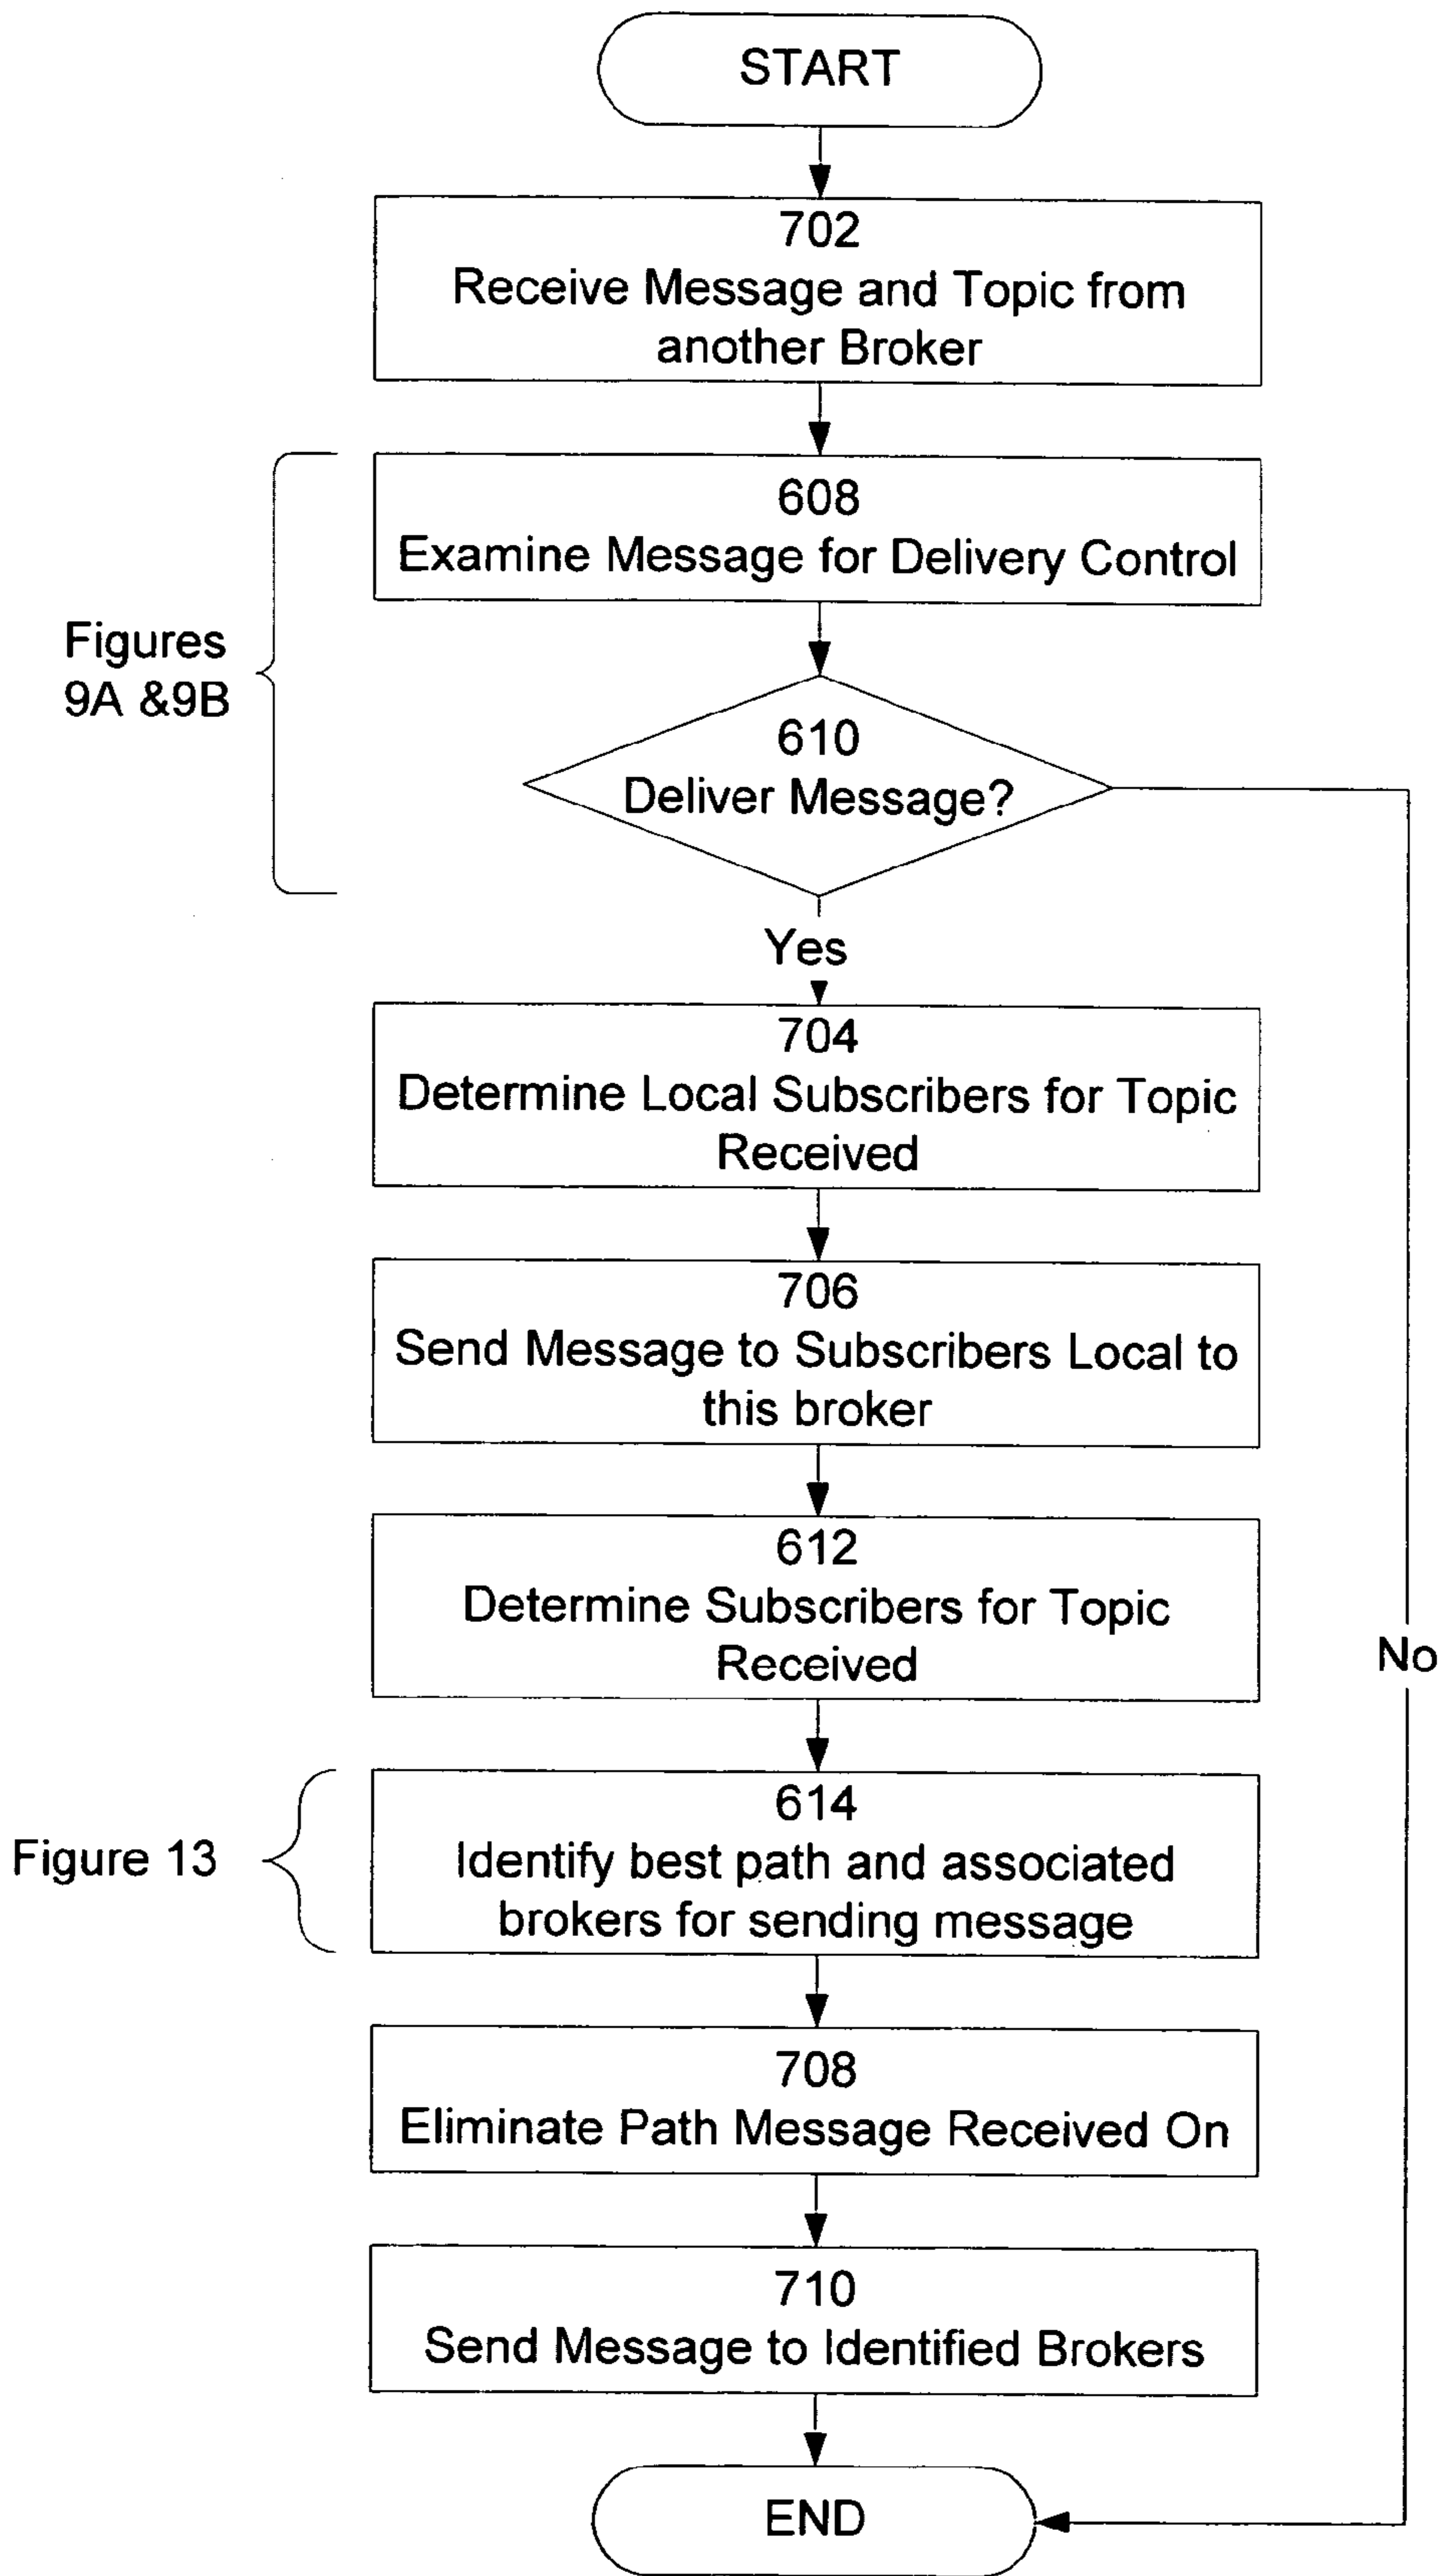 START
702
Receive Message and Topic from
another Broker
608
Examine Message for Delivery Control
Figures
9A &9B
610
Deliver Message?
Yes
704
Determine Local Subscribers for Topic
Received
706
Send Message to Subscribers Local to
this broker
612
Determine Subscribers for Topic
Received
No
614
Identify best path and associated
brokers for sending message
Figure 13
708
Eliminate Path Message Received On
710
Send Message to Identified Brokers
END